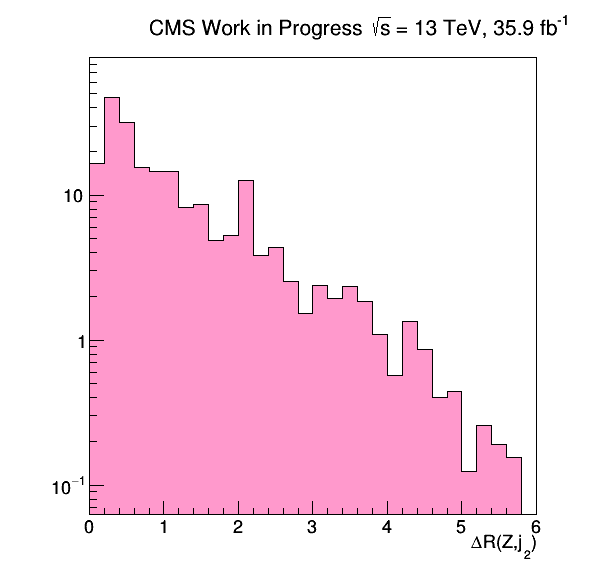 CMS Work in Progress √s = 13 TeV, 35.9 fb⁻¹
10
1
10⁻¹
0 1 2 3 4 5 6
ΔR(Z,j₂)